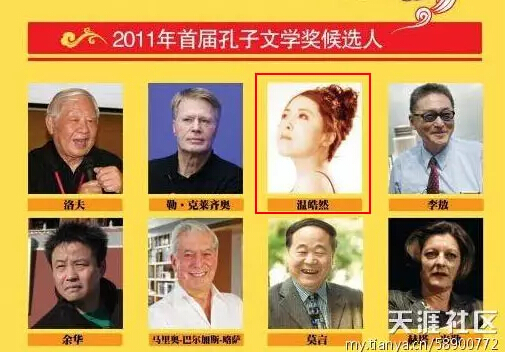 2011年首届孔子文学奖候选人
洛夫
勒·克莱齐奥
温皓然
李敖
余华
马里奥-巴尔加斯-略萨
莫言
天涯社区
my.tianya.cn/58900772